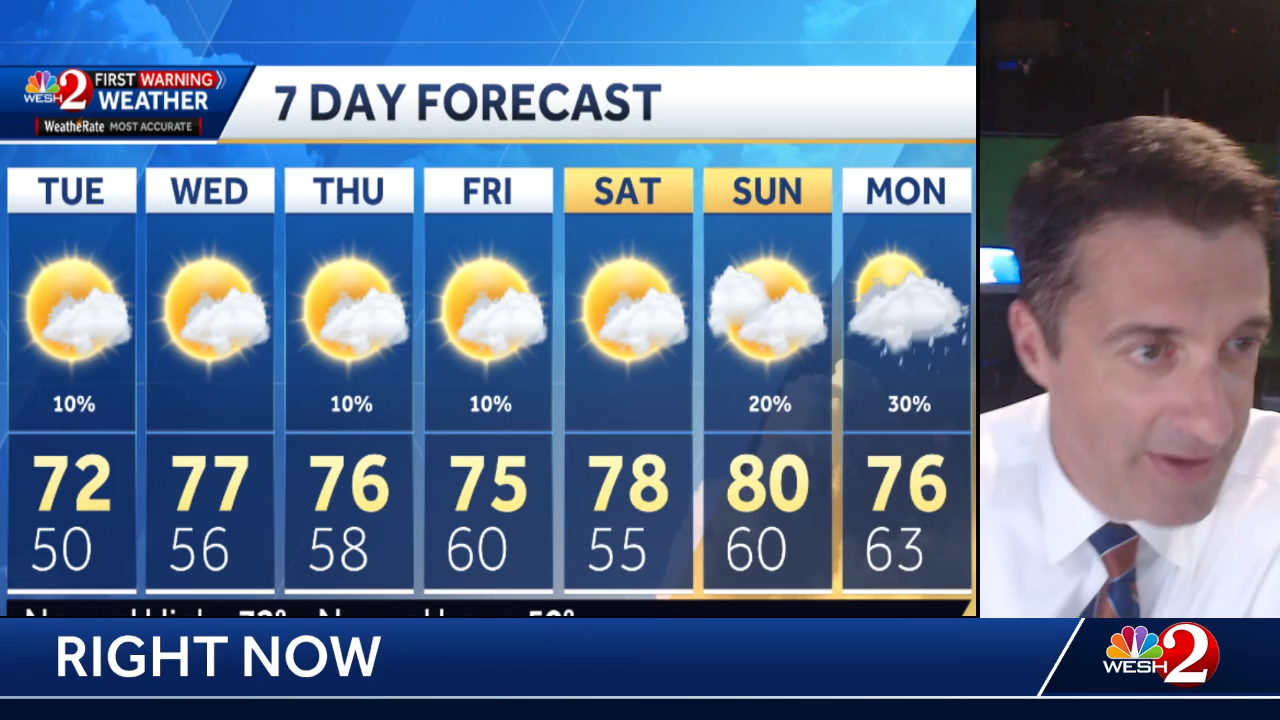 WESH 2 FIRST WARNING
WEATHER
WeatheRate MOST ACCURATE
7 DAY FORECAST
TUE WED THU FRI SAT SUN MON
10% 10% 10% 20% 30%
72 77 76 75 78 80 76
50 56 58 60 55 60 63
RIGHT NOW
WESH 2